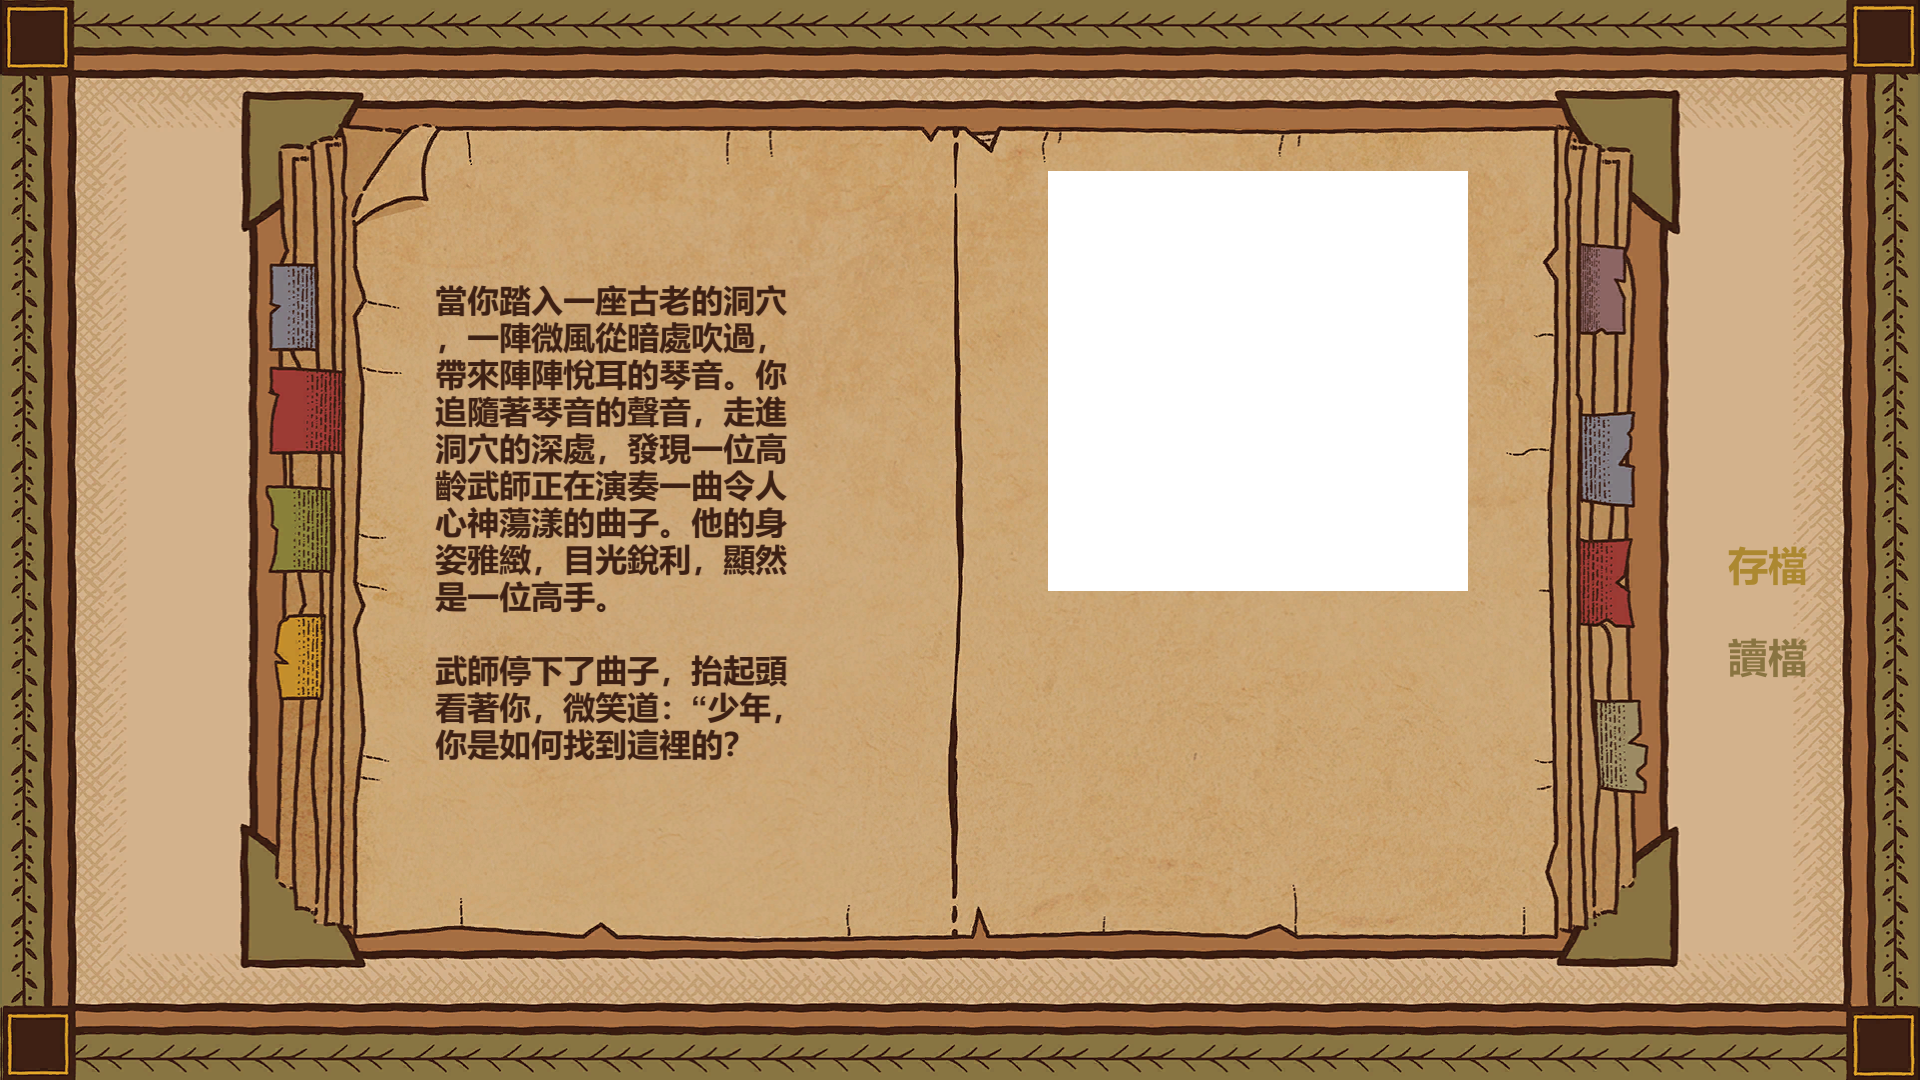 當你踏入一座古老的洞穴
，一陣微風從暗處吹過，
帶來陣陣悅耳的琴音。你
追隨著琴音的聲音，走進
洞穴的深處，發現一位高
齡武師正在演奏一曲令人
心神蕩漾的曲子。他的身
姿雅緻，目光銳利，顯然
是一位高手。
武師停下了曲子，抬起頭
看著你，微笑道：“少年，
你是如何找到這裡的？
存檔
讀檔